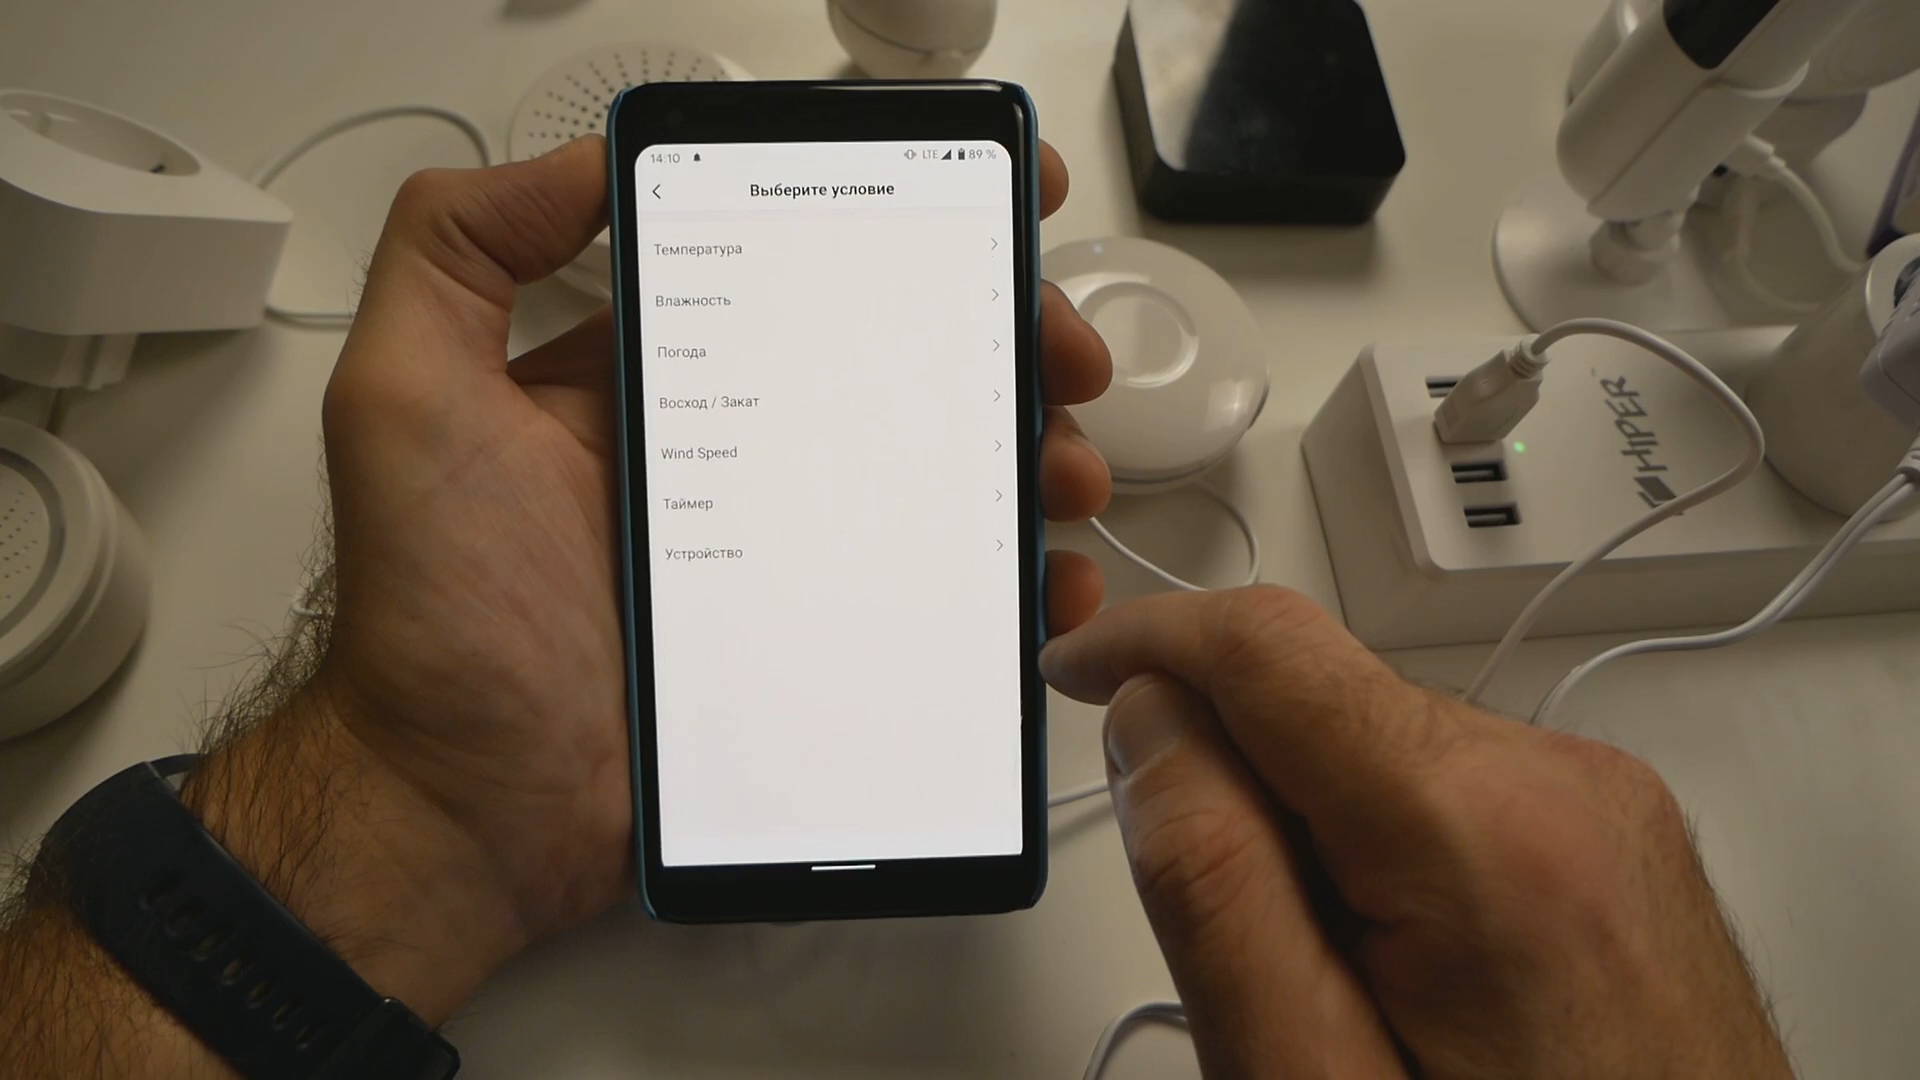 14:10 LTE 89 %
Выберите условие
Температура
Влажность
Погода
Восход / Закат
Wind Speed
Таймер
Устройство
HIPER